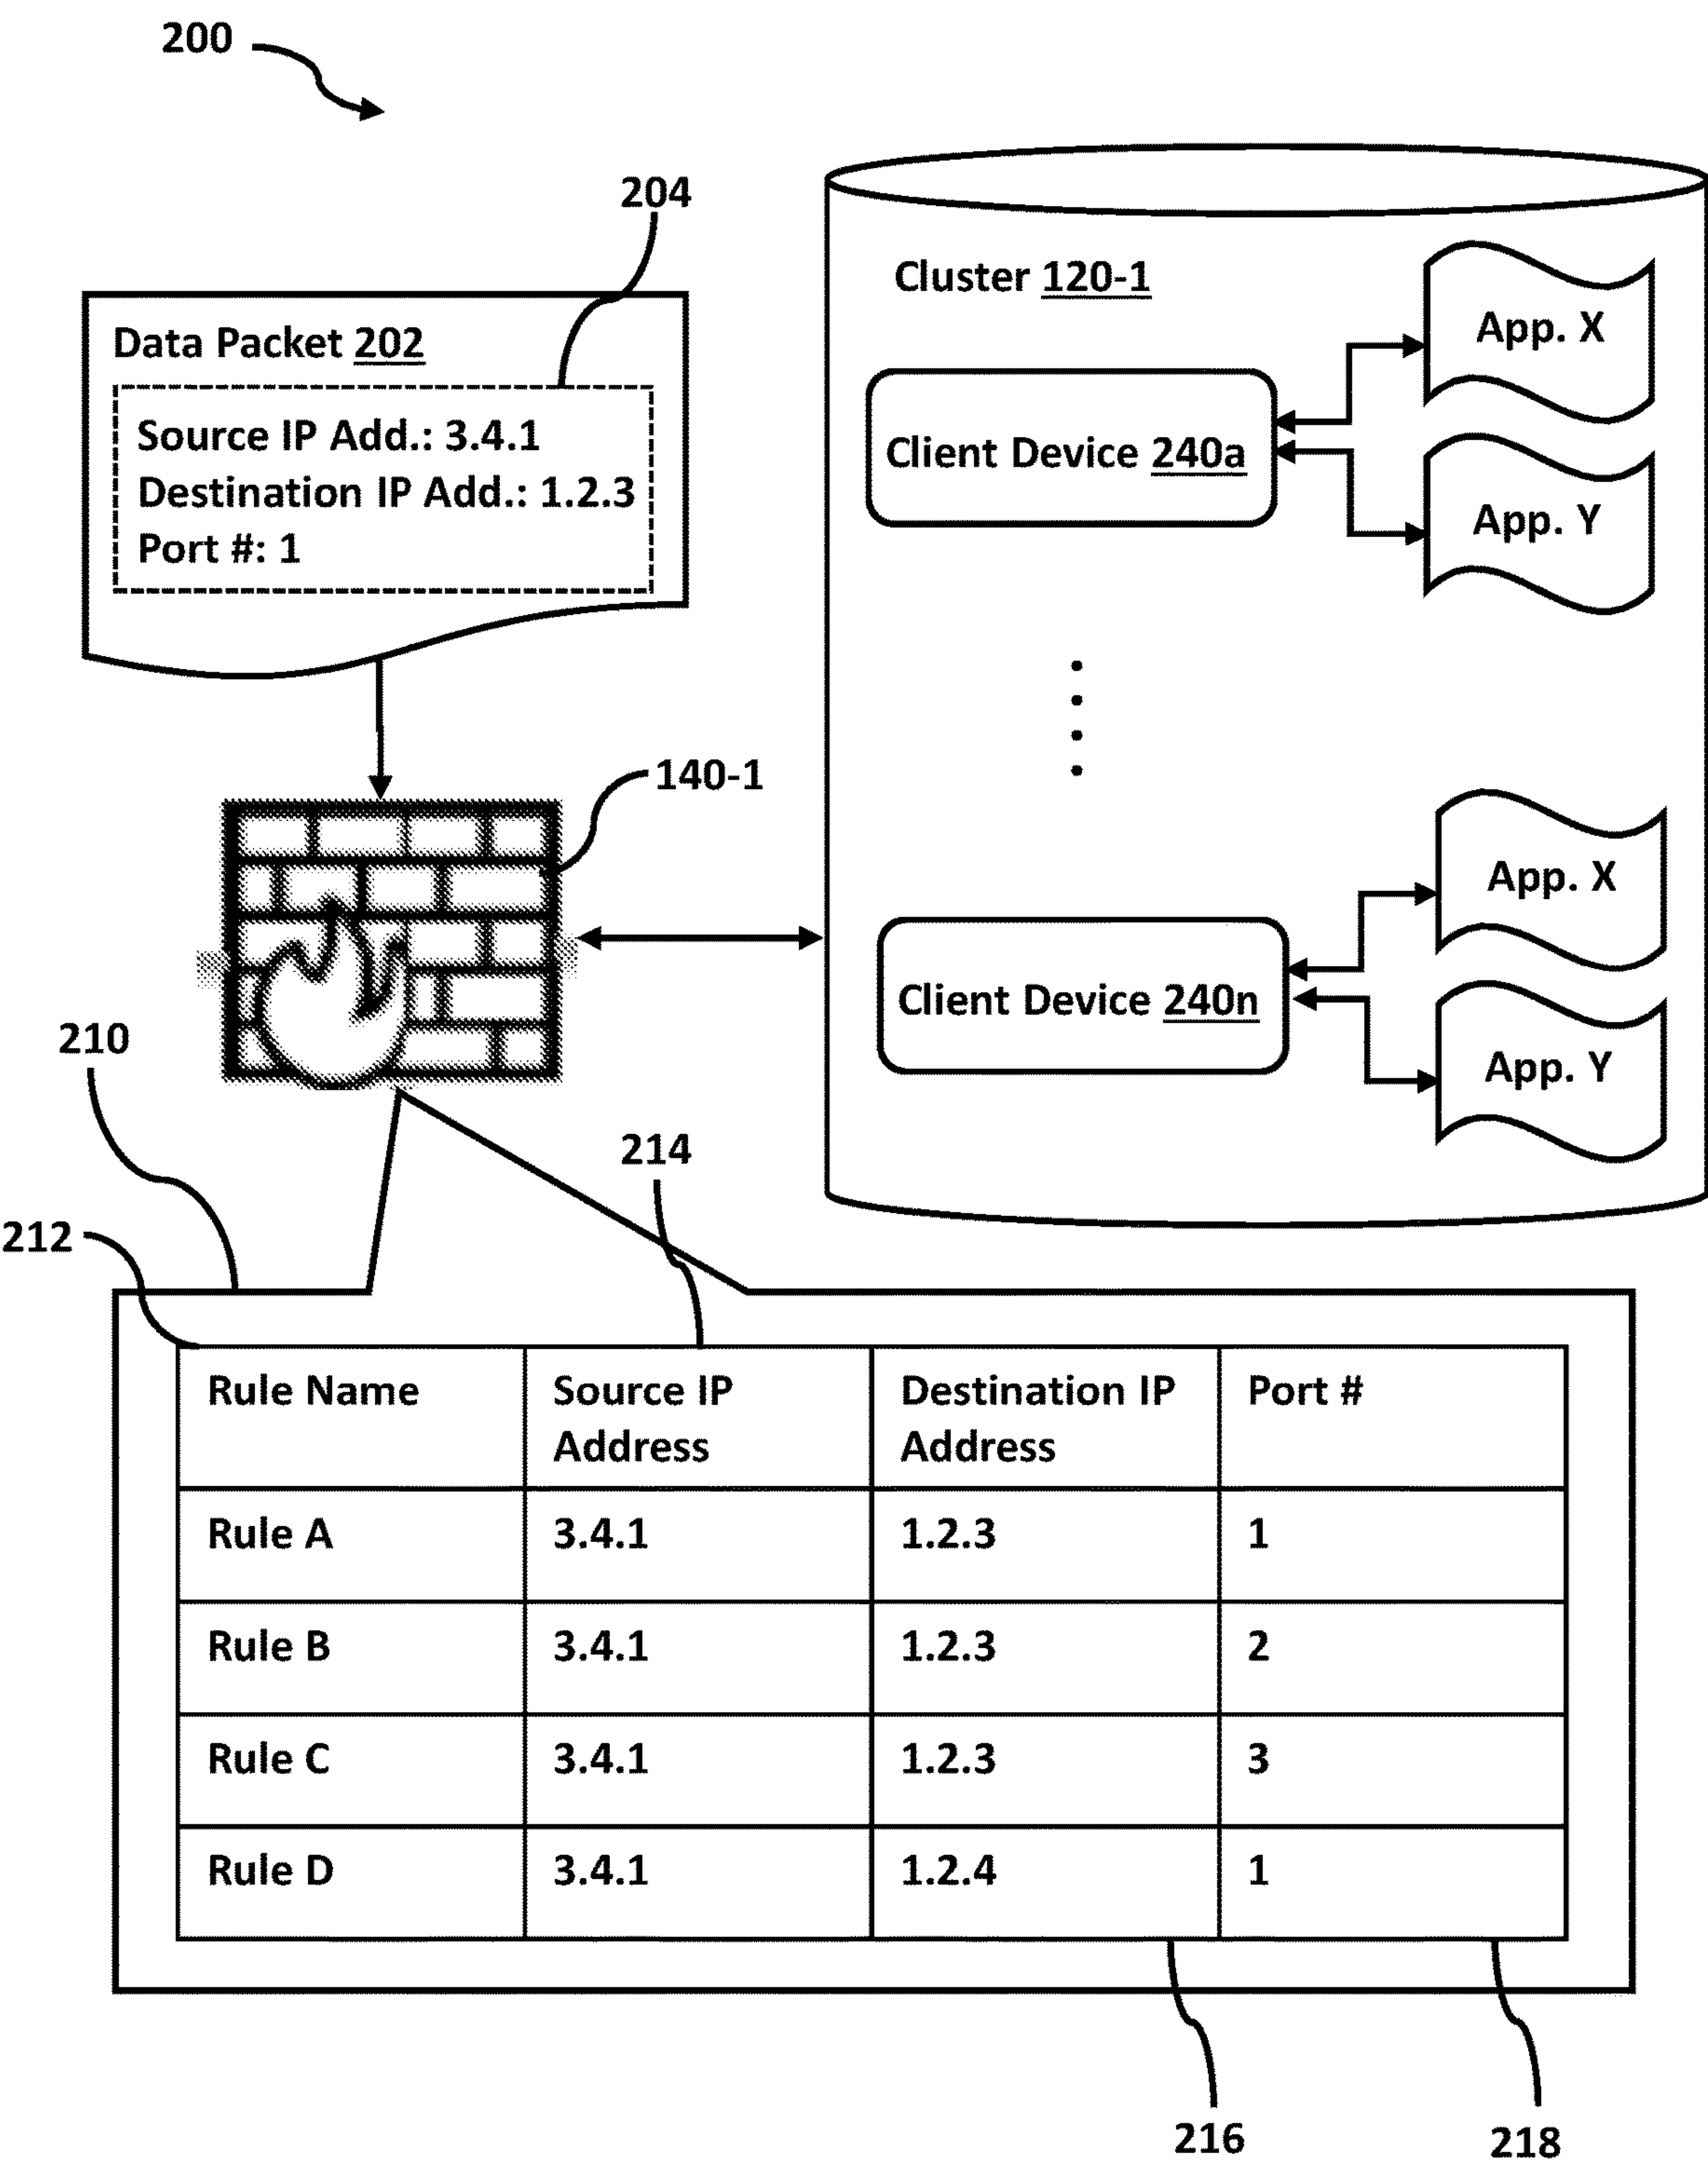 200
204
Data Packet 202
Source IP Add.: 3.4.1
Destination IP Add.: 1.2.3
Port #: 1
Cluster 120-1
App. X
Client Device 240a
App. Y
140-1
App. X
Client Device 240n
App. Y
210
214
212
Rule Name Source IP Address Destination IP Address Port #
Rule A 3.4.1 1.2.3 1
Rule B 3.4.1 1.2.3 2
Rule C 3.4.1 1.2.3 3
Rule D 3.4.1 1.2.4 1
216
218